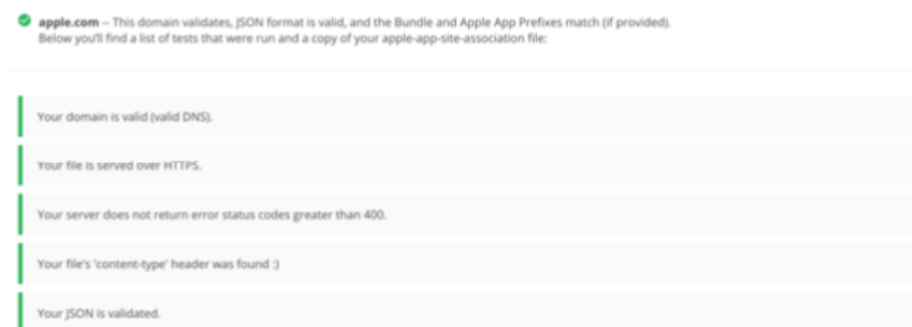 apple.com -- This domain validates, JSON format is valid, and the Bundle and Apple App Prefixes match (if provided).
Below you'll find a list of tests that were run and a copy of your apple-app-site-association file:
Your domain is valid (valid DNS).
Your file is served over HTTPS.
Your server does not return error status codes greater than 400.
Your file's 'content-type' header was found :)
Your JSON is validated.